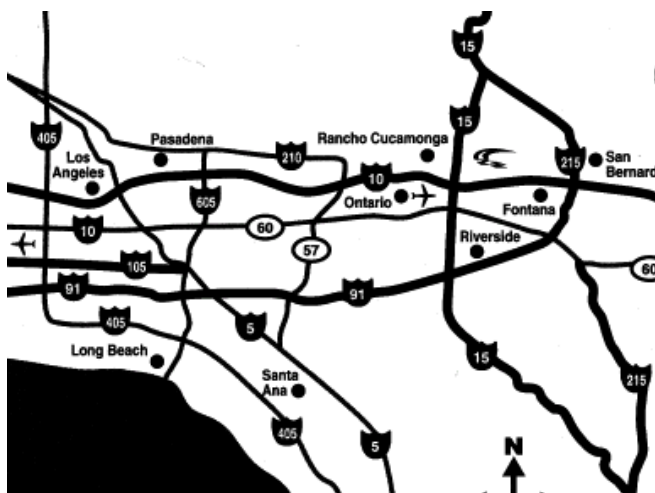 15
405
15
Pasadena
210
Rancho Cucamonga
215
San
Bernard
Los
Angeles
10
605
Ontario
Fontana
10
60
57
Riverside
105
60
91
91
405
5
Long Beach
15
Santa
Ana
215
405
5
N